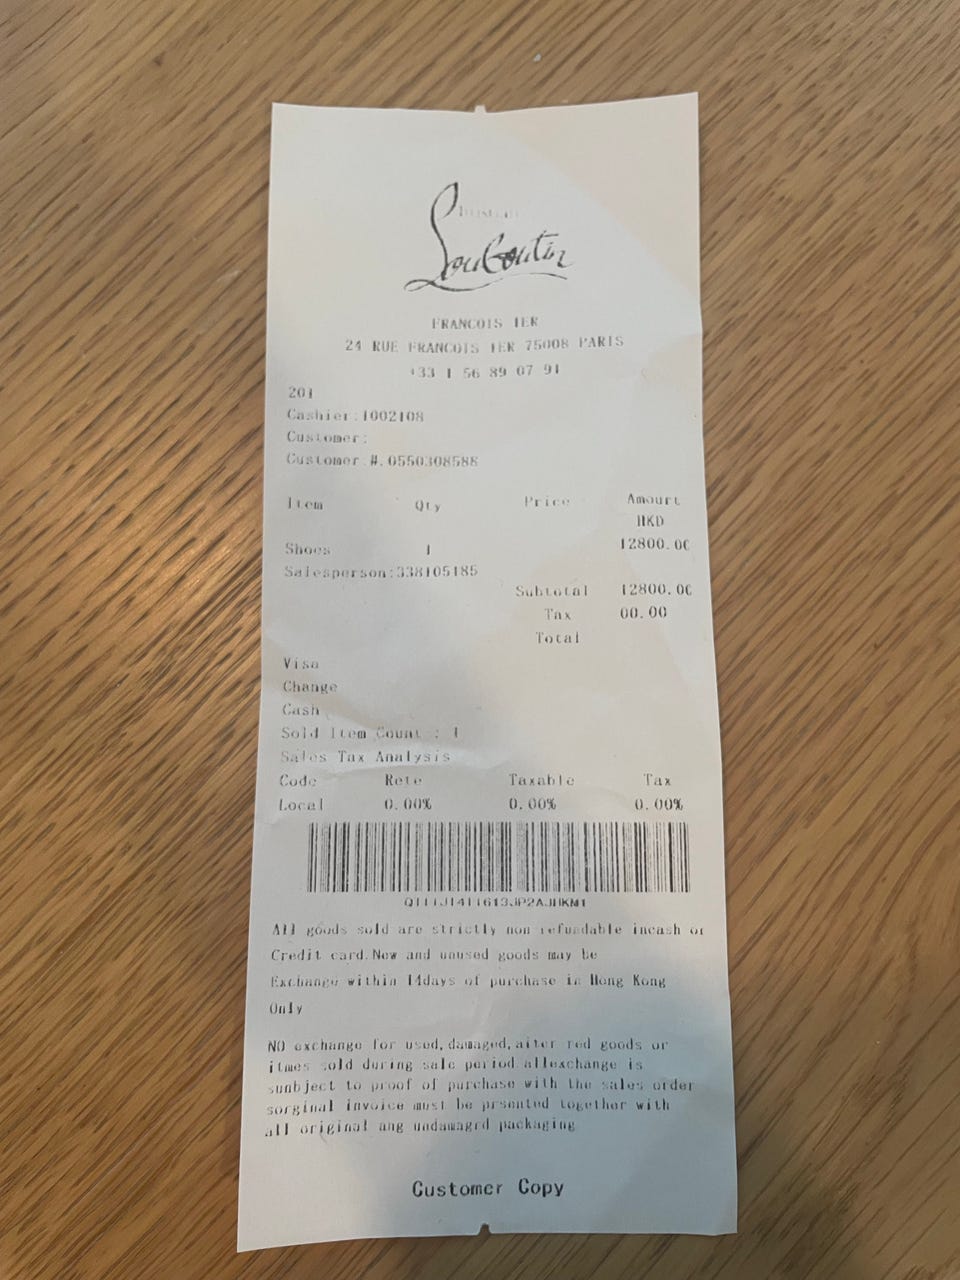 Louboutin
FRANCOIS 1ER
24 RUE FRANCOIS 1ER 75008 PARIS
+33 1 56 89 07 91
201
Cashier:1002108
Customer:
Customer #.0550308588
Item Qty Price Amourt
HKD
Shoes 1 12800.00
Salesperson:338105185
Subtotal 12800.00
Tax 00.00
Total
Visa
Change
Cash
Sold Item Count : 1
Sales Tax Analysis
Code Rete Taxable Tax
Local 0.00% 0.00% 0.00%
All goods sold are strictly non refundable incash or
Credit card.New and unused goods may be
Exchange within 14days of purchase in Hong Kong
Only
NO exchange for used,damaged,alter red goods or
itmes sold during sale period allexchange is
sunbject to proof of purchase with the sales order
sorginal invoice must be prsented together with
all original ang undamagrd packaging
Customer Copy